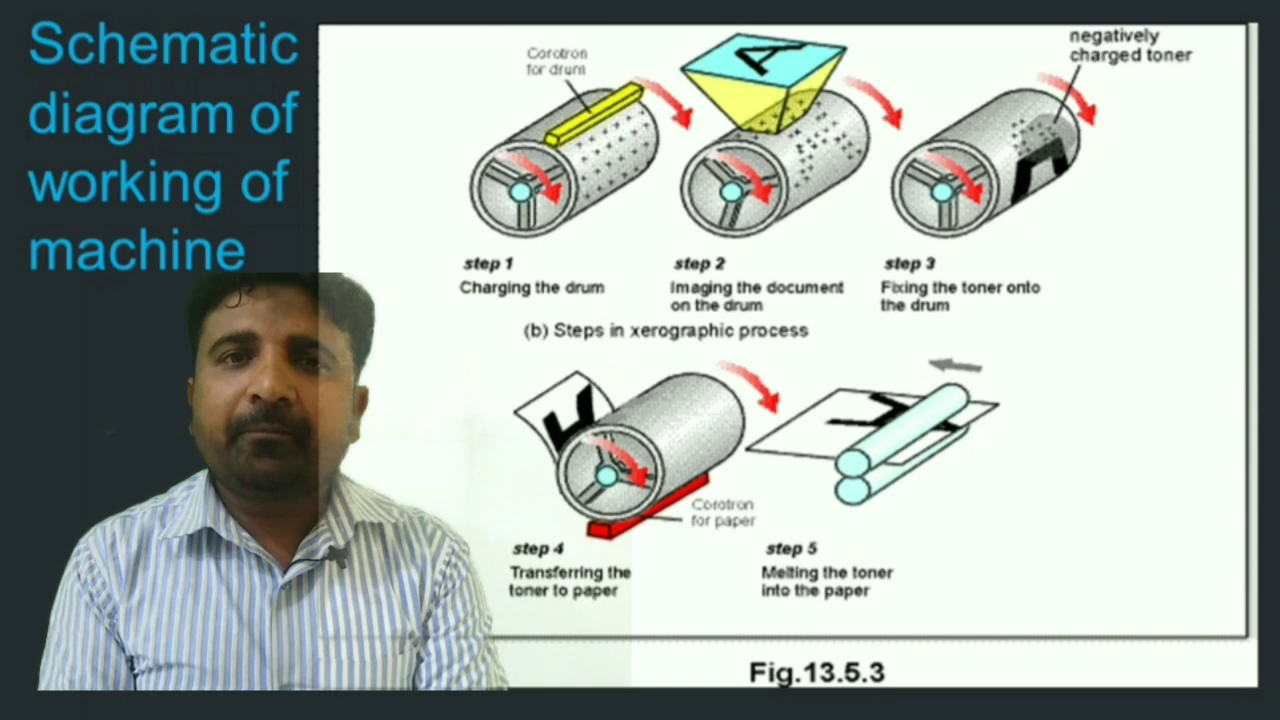 Schematic
diagram of
working of
machine
Corotron
for drum
A
negatively
charged toner
step 1
Charging the drum
step 2
Imaging the document
on the drum
step 3
Fixing the toner onto
the drum
(b) Steps in xerographic process
Corotron
for paper
step 4
Transferring the
toner to paper
step 5
Melting the toner
into the paper
Fig.13.5.3